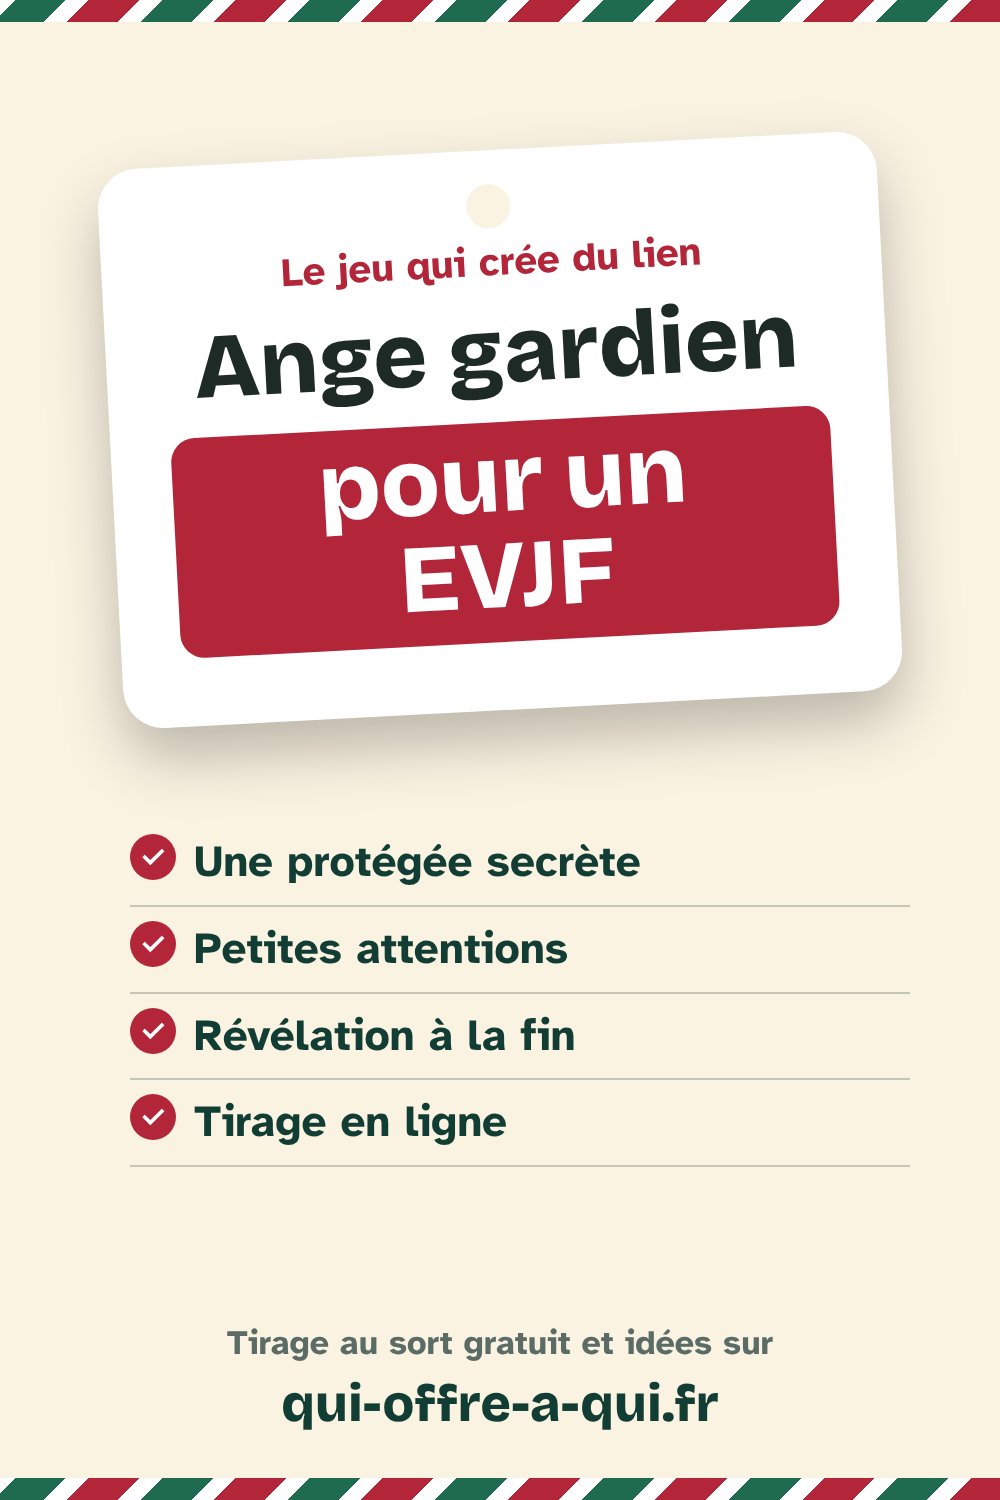 Le jeu qui crée du lien
Ange gardien
pour un
EVJF
Une protégée secrète
Petites attentions
Révélation à la fin
Tirage en ligne
Tirage au sort gratuit et idées sur
qui-offre-a-qui.fr